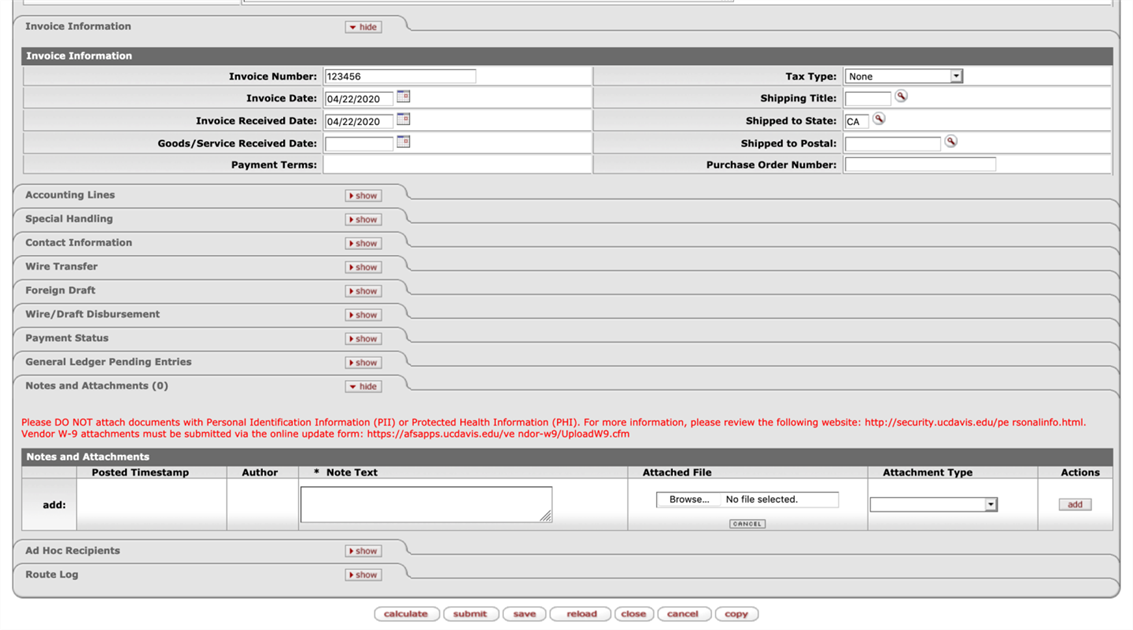 Invoice Information hide
Invoice Information
Invoice Number: 123456 Tax Type: None
Invoice Date: 04/22/2020 Shipping Title:
Invoice Received Date: 04/22/2020 Shipped to State: CA
Goods/Service Received Date: Shipped to Postal:
Payment Terms: Purchase Order Number:
Accounting Lines show
Special Handling show
Contact Information show
Wire Transfer show
Foreign Draft show
Wire/Draft Disbursement show
Payment Status show
General Ledger Pending Entries show
Notes and Attachments (0) hide
Please DO NOT attach documents with Personal Identification Information (PII) or Protected Health Information (PHI). For more information, please review the following website: http://security.ucdavis.edu/pe rsonalinfo.html.
Vendor W-9 attachments must be submitted via the online update form: https://afsapps.ucdavis.edu/ve ndor-w9/UploadW9.cfm
Notes and Attachments
Posted Timestamp Author * Note Text Attached File Attachment Type Actions
add: Browse... No file selected. add
CANCEL
Ad Hoc Recipients show
Route Log show
calculate submit save reload close cancel copy